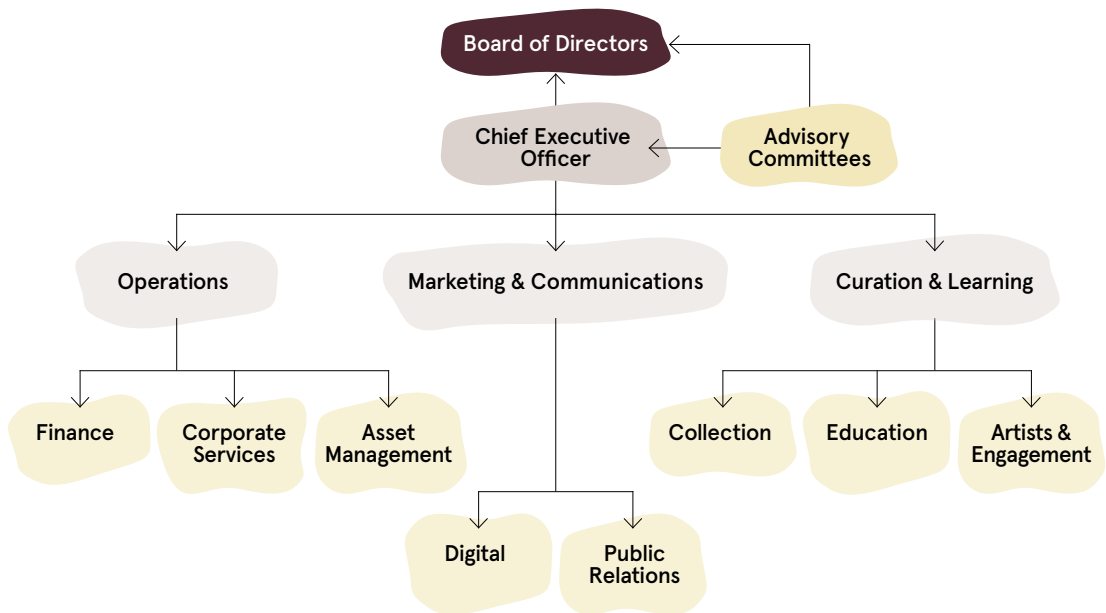 Board of Directors
Chief Executive
Officer
Advisory
Committees
Operations
Marketing & Communications
Curation & Learning
Finance
Corporate
Services
Asset
Management
Collection
Education
Artists &
Engagement
Digital
Public
Relations